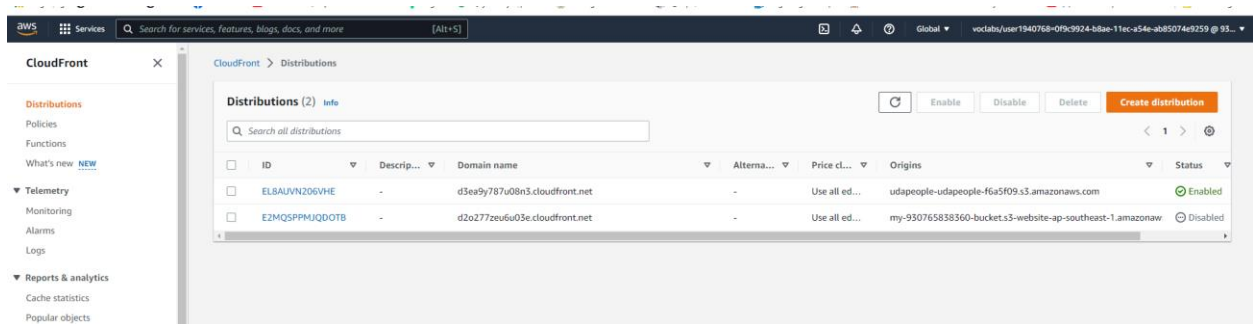 aws Services Search for services, features, blogs, docs, and more [Alt+S] Global voclabs/user1940768=0f9c9924-b8ae-11ec-a54e-ab85074e9259 @ 93...
CloudFront
CloudFront > Distributions
Distributions
Policies
Functions
What's new NEW
Telemetry
Monitoring
Alarms
Logs
Reports & analytics
Cache statistics
Popular objects
Distributions (2) Info
Enable Disable Delete Create distribution
Search all distributions
1
ID Descrip... Domain name Alterna... Price cl... Origins Status
EL8AUVN206VHE - d3ea9y787u08n3.cloudfront.net - Use all ed... udapeople-udapeople-f6a5f09.s3.amazonaws.com Enabled
E2MQSPPMJQDOTB - d2o277zeu6u03e.cloudfront.net - Use all ed... my-930765838360-bucket.s3-website-ap-southeast-1.amazonaw Disabled